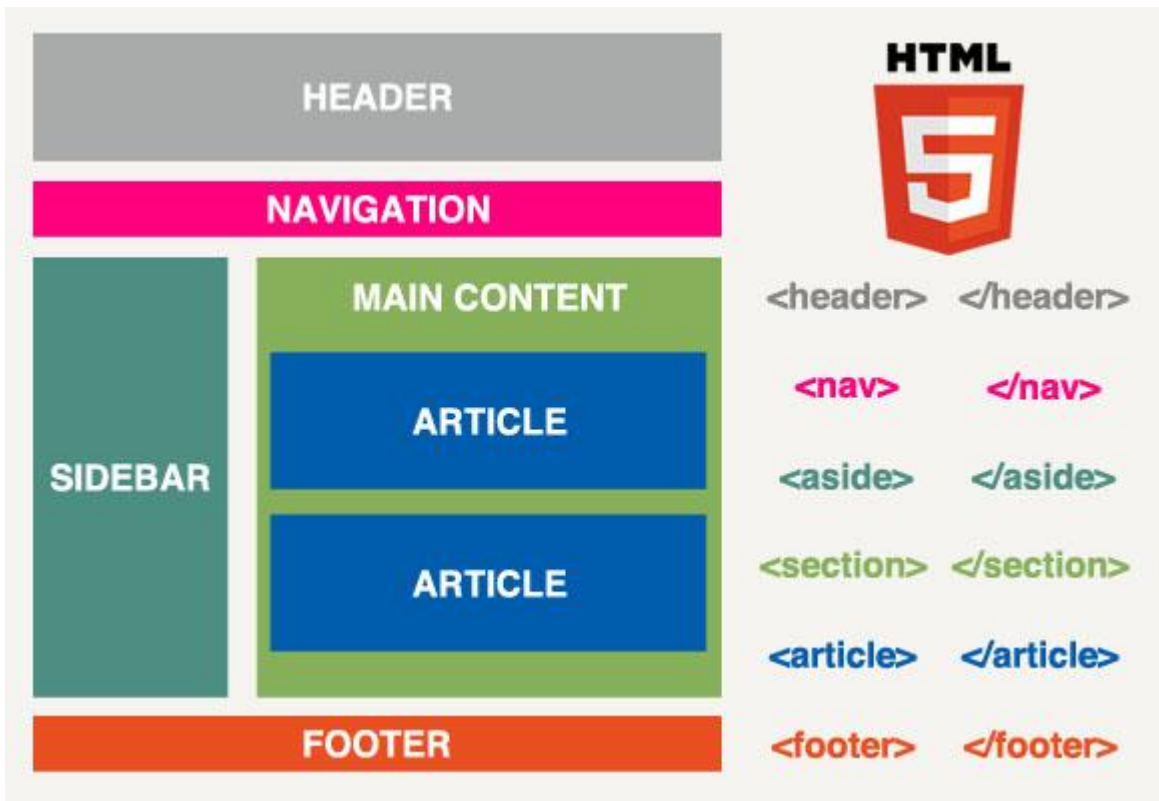 HEADER
NAVIGATION
SIDEBAR
MAIN CONTENT
ARTICLE
ARTICLE
FOOTER
HTML
5
<header> </header>
<nav> </nav>
<aside> </aside>
<section> </section>
<article> </article>
<footer> </footer>